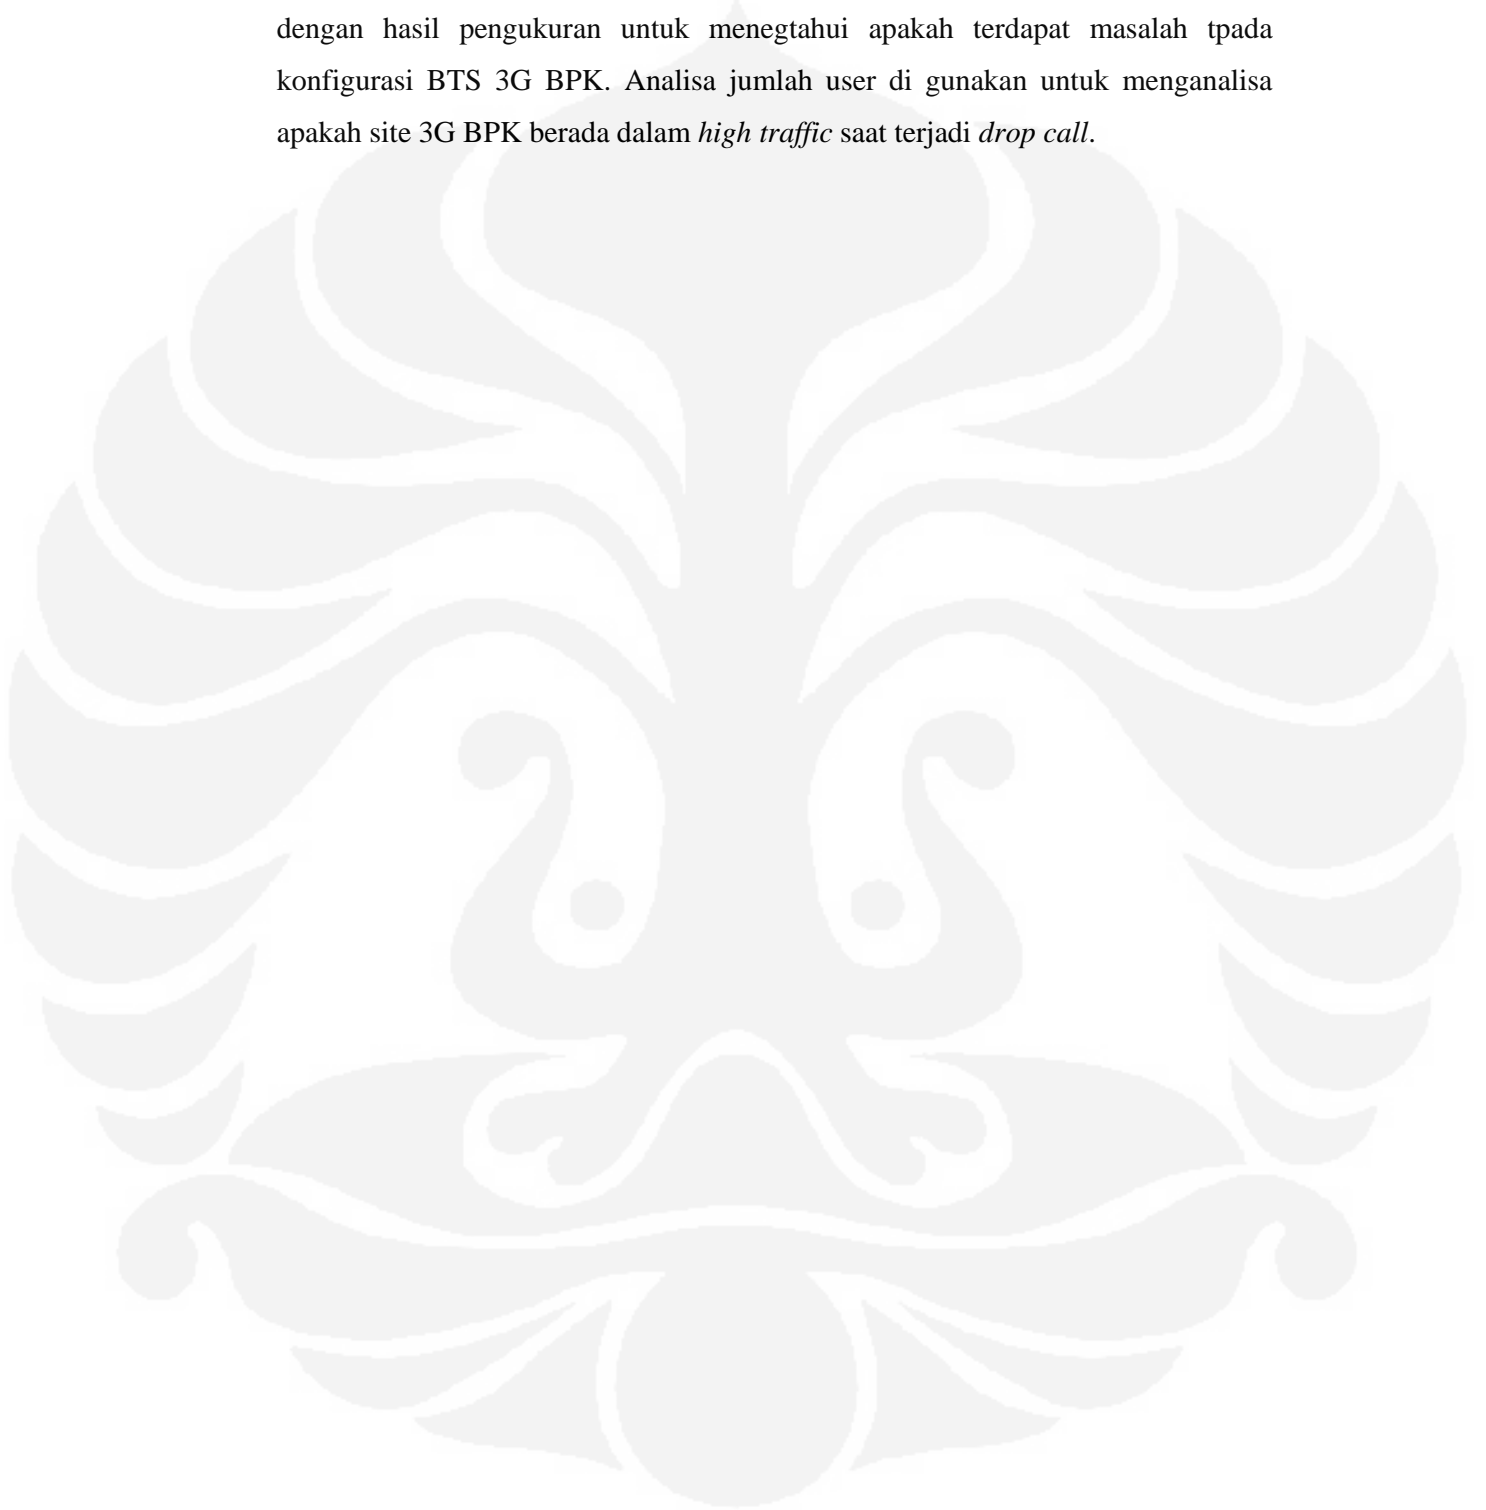 dengan hasil pengukuran untuk menegtahui apakah terdapat masalah tpada
konfigurasi BTS 3G BPK. Analisa jumlah user di gunakan untuk menganalisa
apakah site 3G BPK berada dalam high traffic saat terjadi drop call.